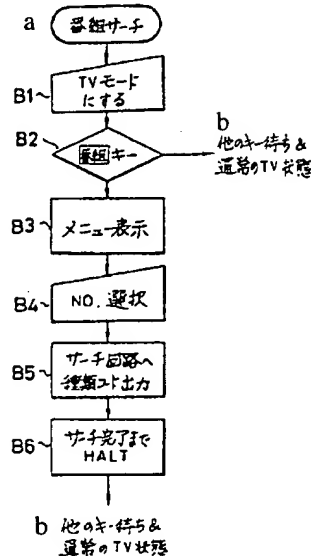 a
番組サーチ
B1
TVモード
にする
B2
番組キー
b
他のキー待ち&
通常のTV状態
B3
メニュー表示
B4
NO. 選択
B5
サーチ回路へ
種類コード出力
B6
サーチ完了まで
HALT
b 他のキー待ち&
通常のTV状態